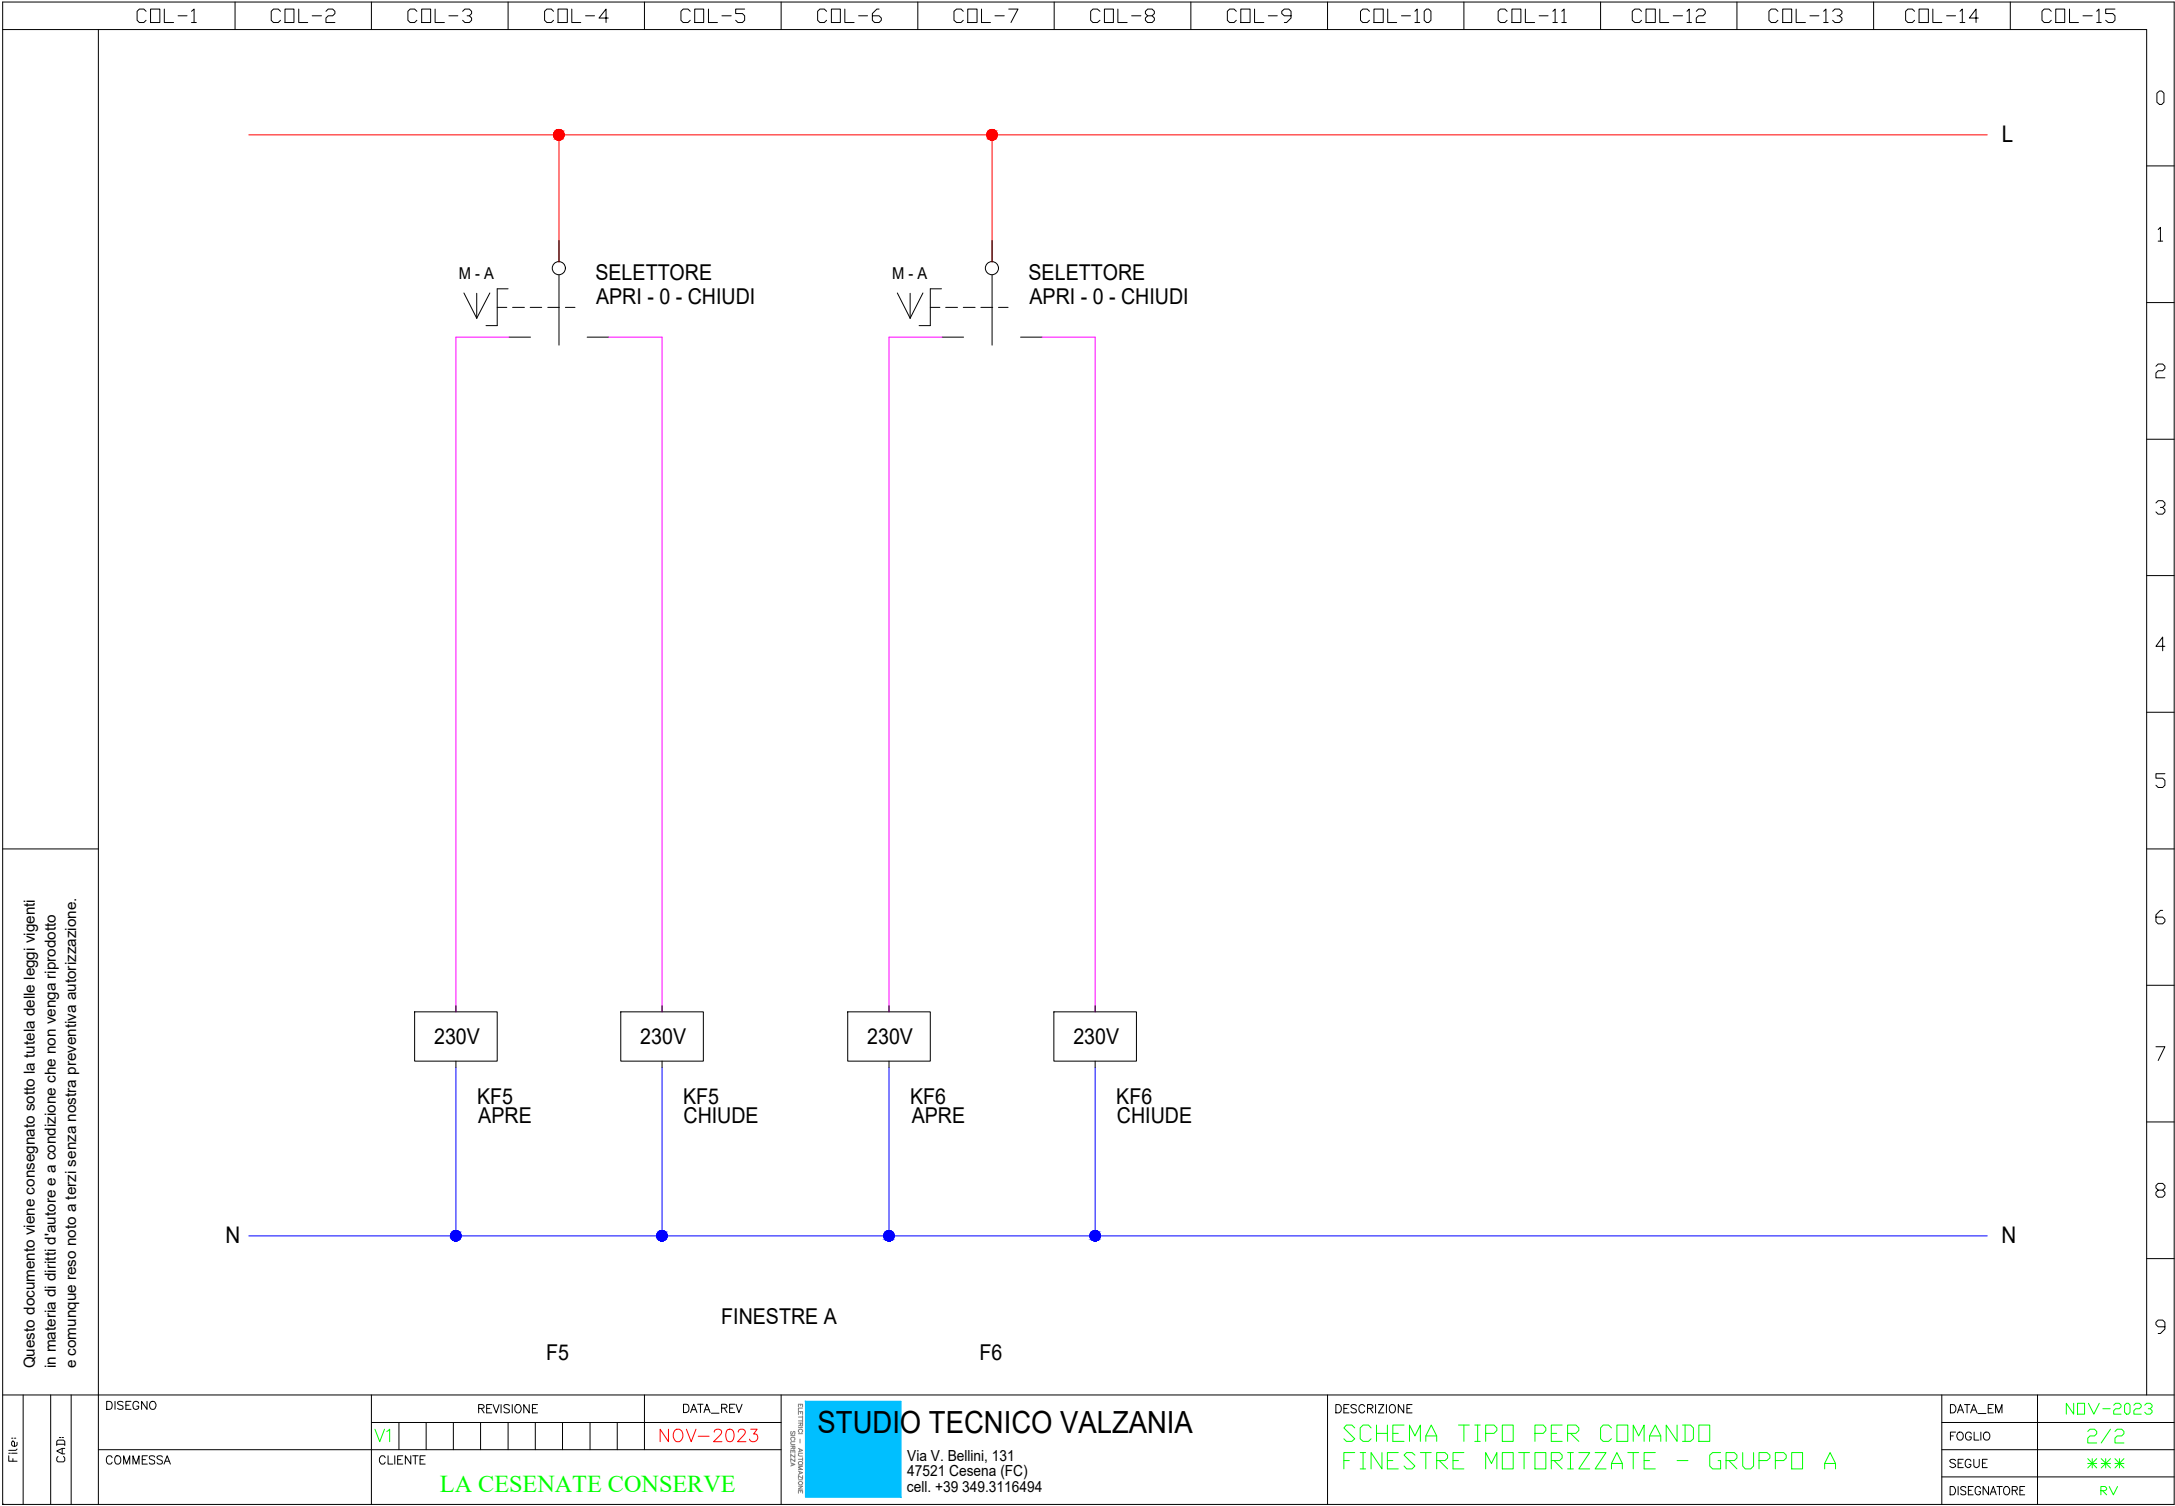 COL-1 COL-2 COL-3 COL-4 COL-5 COL-6 COL-7 COL-8 COL-9 COL-10 COL-11 COL-12 COL-13 COL-14 COL-15
0
1
2
3
4
5
6
7
8
9
L
M - A
SELETTORE
APRI - 0 - CHIUDI
M - A
SELETTORE
APRI - 0 - CHIUDI
230V
230V
230V
230V
KF5
APRE
KF5
CHIUDE
KF6
APRE
KF6
CHIUDE
N
N
FINESTRE A
F5
F6
Questo documento viene consegnato sotto la tutela delle leggi vigenti
in materia di diritti d'autore e a condizione che non venga riprodotto
e comunque reso noto a terzi senza nostra preventiva autorizzazione.
File:
CAD:
DISEGNO
COMMESSA
REVISIONE
V1
DATA_REV
NOV-2023
CLIENTE
LA CESENATE CONSERVE
ELETTRICI - AUTOMAZIONE
SICUREZZA
STUDIO TECNICO VALZANIA
Via V. Bellini, 131
47521 Cesena (FC)
cell. +39 349.3116494
DESCRIZIONE
SCHEMA TIPO PER COMANDO
FINESTRE MOTORIZZATE - GRUPPO A
DATA_EM NOV-2023
FOGLIO 2/2
SEGUE ***
DISEGNATORE RV